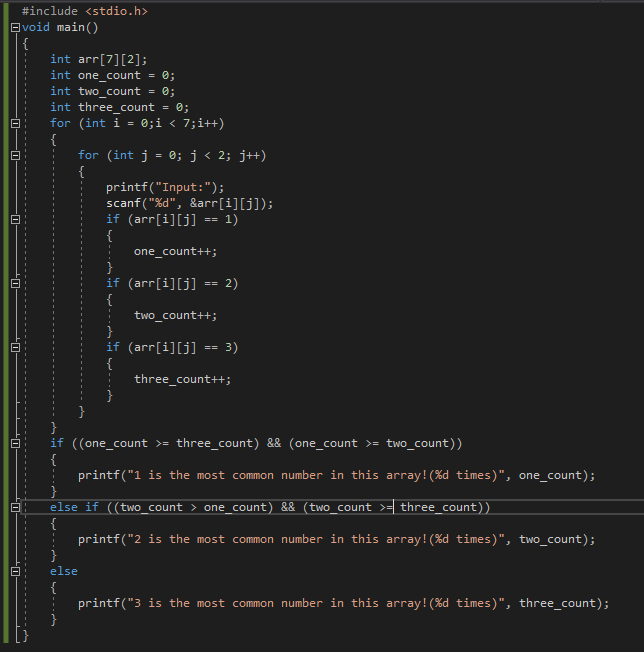 #include <stdio.h>
void main()
{
    int arr[7][2];
    int one_count = 0;
    int two_count = 0;
    int three_count = 0;
    for (int i = 0;i < 7;i++)
    {
        for (int j = 0; j < 2; j++)
        {
            printf("Input:");
            scanf("%d", &arr[i][j]);
            if (arr[i][j] == 1)
            {
                one_count++;
            }
            if (arr[i][j] == 2)
            {
                two_count++;
            }
            if (arr[i][j] == 3)
            {
                three_count++;
            }
        }
    }
    if ((one_count >= three_count) && (one_count >= two_count))
    {
        printf("1 is the most common number in this array!(%d times)", one_count);
    }
    else if ((two_count > one_count) && (two_count >= three_count))
    {
        printf("2 is the most common number in this array!(%d times)", two_count);
    }
    else
    {
        printf("3 is the most common number in this array!(%d times)", three_count);
    }
}